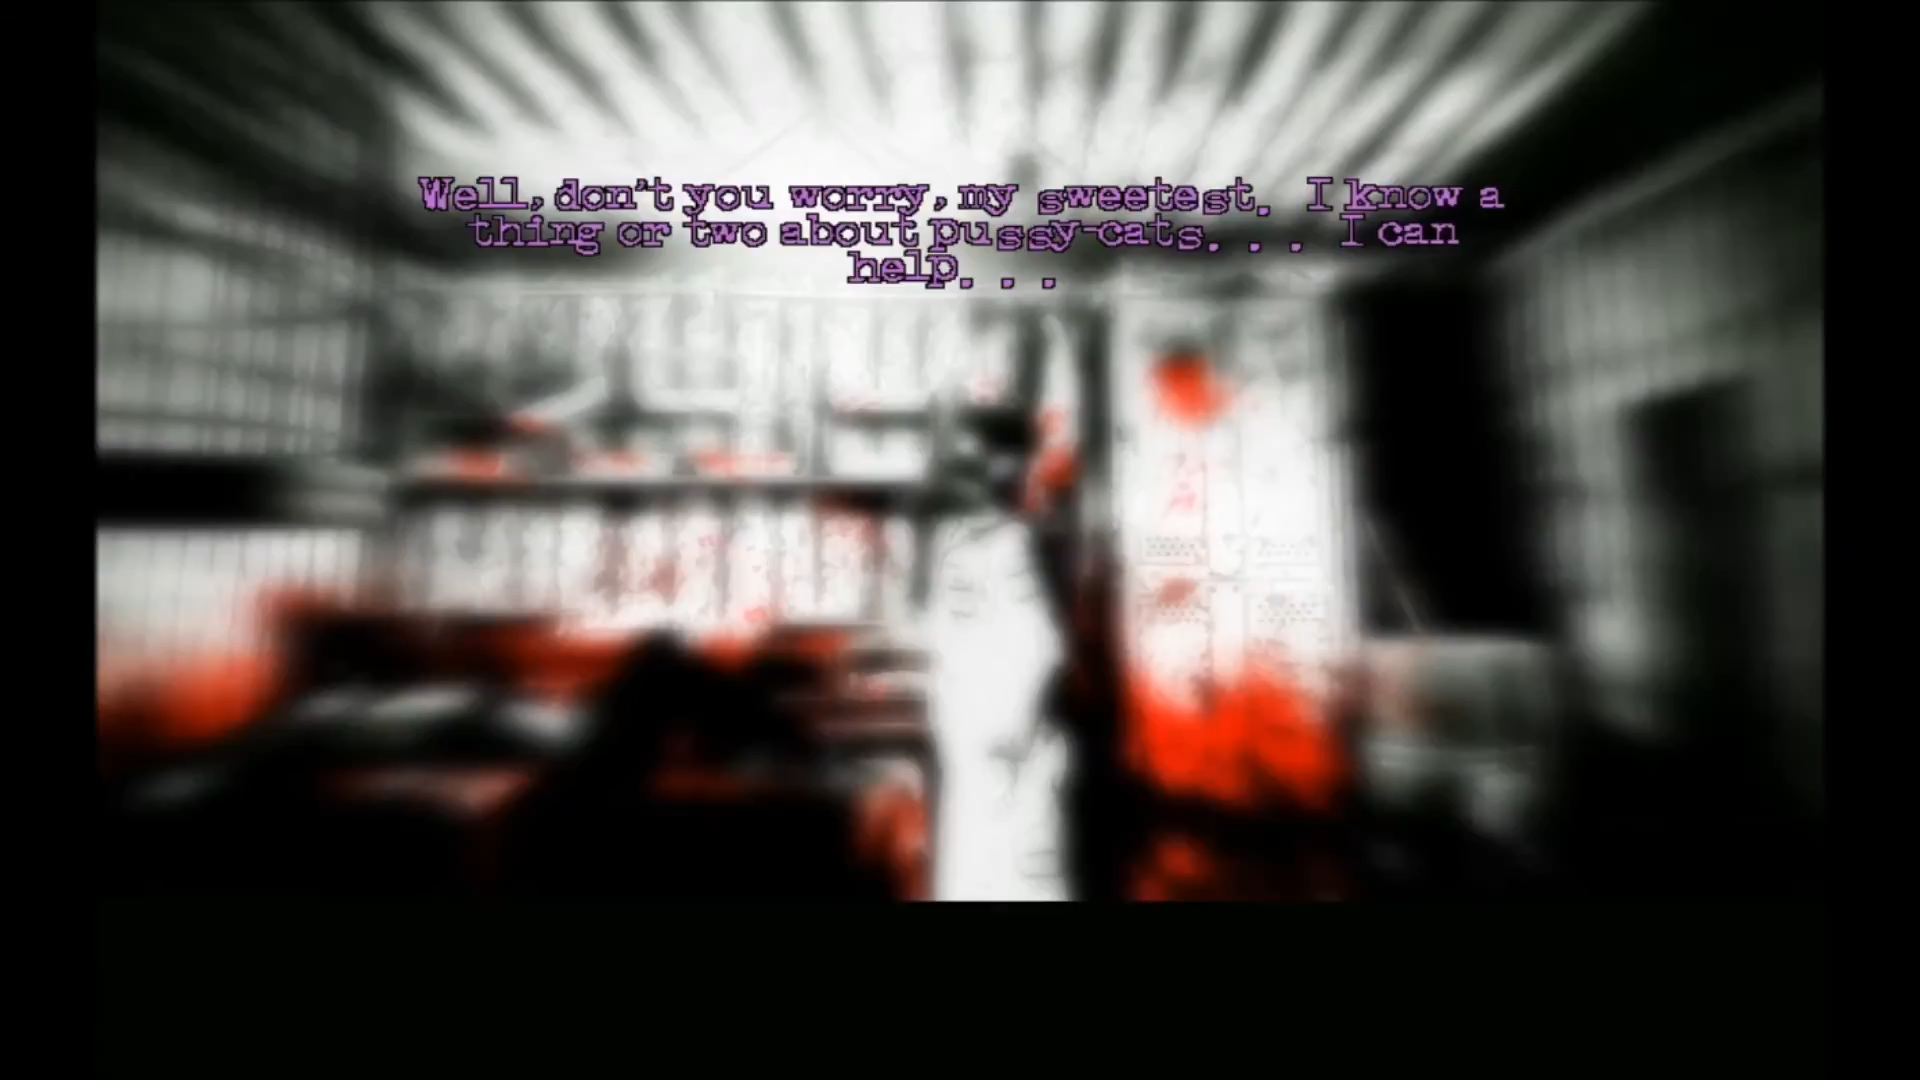 Well, don't you worry, my sweetest. I know a
thing or two about pussy-cats. . . I can
help. . .